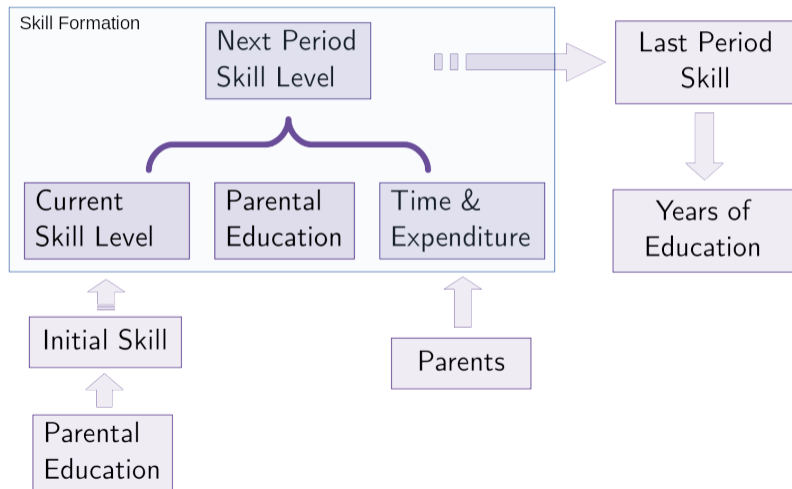 Skill Formation
Next Period
Skill Level
Last Period
Skill
Current
Skill Level
Parental
Education
Time &
Expenditure
Years of
Education
Initial Skill
Parents
Parental
Education